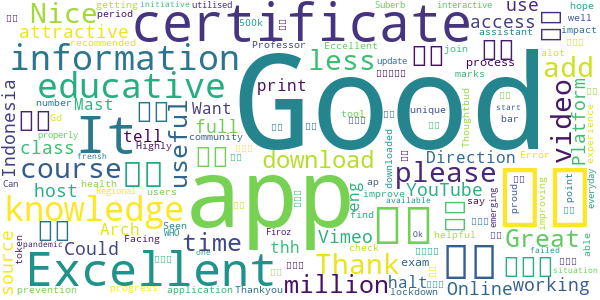 Good
app
certificate
Excellent
It
information
educative
knowledge
Nice
attractive
Indonesia
Mast
class
course
tell
useful
Want
full
print
less
access
use
process
add
video
Platform
please
YouTube
Direction
download
Vimeo
time
Could
Arch
Facing
host
source
eng
thh
million
Thank
halt
exam
Great
Online
working
period
getting
recommended
initiative
utilised
500k
Professor
Eccellent
update
Suberb
assistant
join
interactive
alot
hope
well
impact
marks
tool
unique
bar
start
Thoughtbud
number
Gd
properly
community
Highly
Can
health
users
frensh
Regional
token
pandemic
Seen
WHO
prevention
progress
application
one
Firoz
Thankyou
downloaded
ap
improve
find
available
check
lockdown
say
Ok
helpful
emerging
proud
point
Error
failed
able
improving
experience
everyday
situation